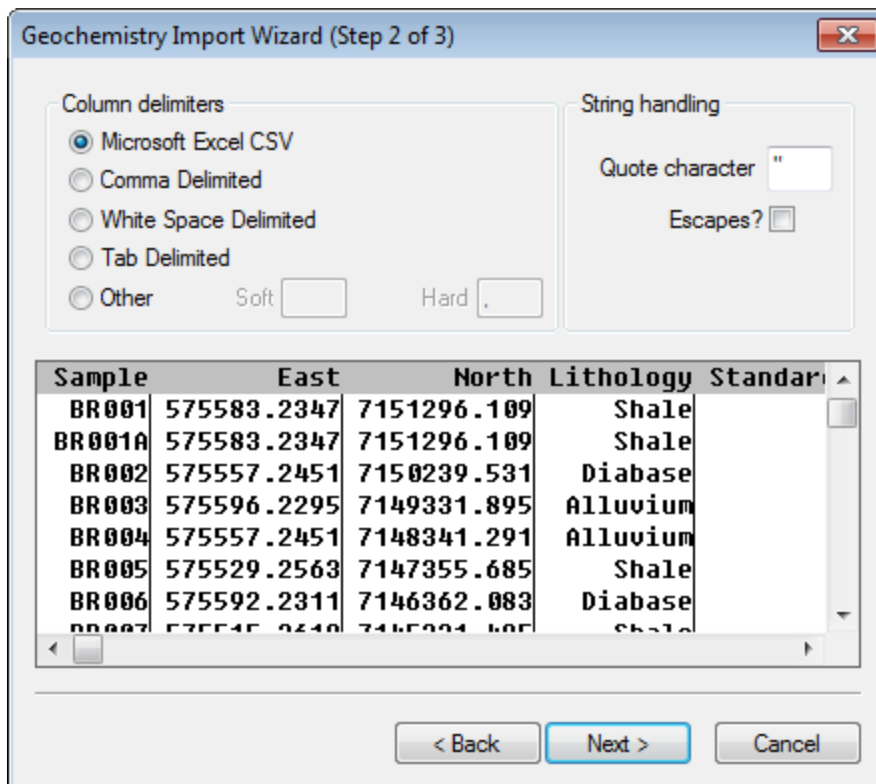 Geochemistry Import Wizard (Step 2 of 3)
Column delimiters
Microsoft Excel CSV
Comma Delimited
White Space Delimited
Tab Delimited
Other Soft Hard ,
String handling
Quote character "
Escapes?
Sample East North Lithology Standar
BR001 575583.2347 7151296.109 Shale
BR001A 575583.2347 7151296.109 Shale
BR002 575557.2451 7150239.531 Diabase
BR003 575596.2295 7149331.895 Alluvium
BR004 575557.2451 7148341.291 Alluvium
BR005 575529.2563 7147355.685 Shale
BR006 575592.2311 7146362.083 Diabase
BR007 Shale
< Back Next > Cancel